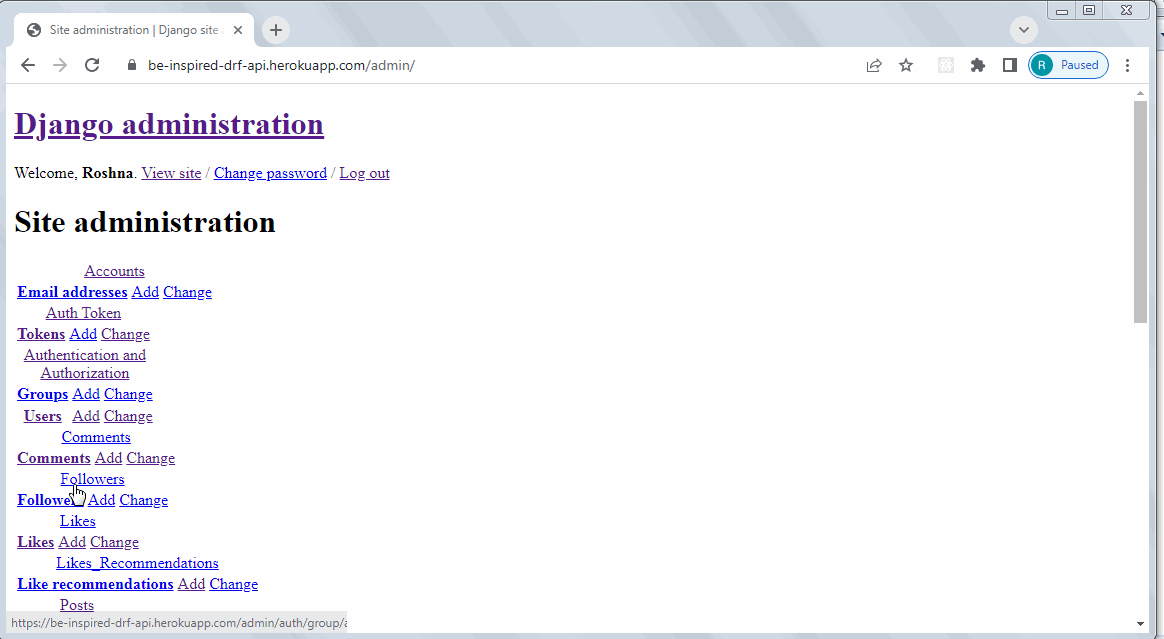 Site administration | Django site
be-inspired-drf-api.herokuapp.com/admin/
R Paused
Django administration
Welcome, Roshna. View site / Change password / Log out
Site administration
Accounts
Email addresses Add Change
Auth Token
Tokens Add Change
Authentication and
Authorization
Groups Add Change
Users Add Change
Comments
Comments Add Change
Followers
Add Change
Likes
Likes Add Change
Likes_Recommendations
Like recommendations Add Change
Posts
https://be-inspired-drf-api.herokuapp.com/admin/auth/group/a